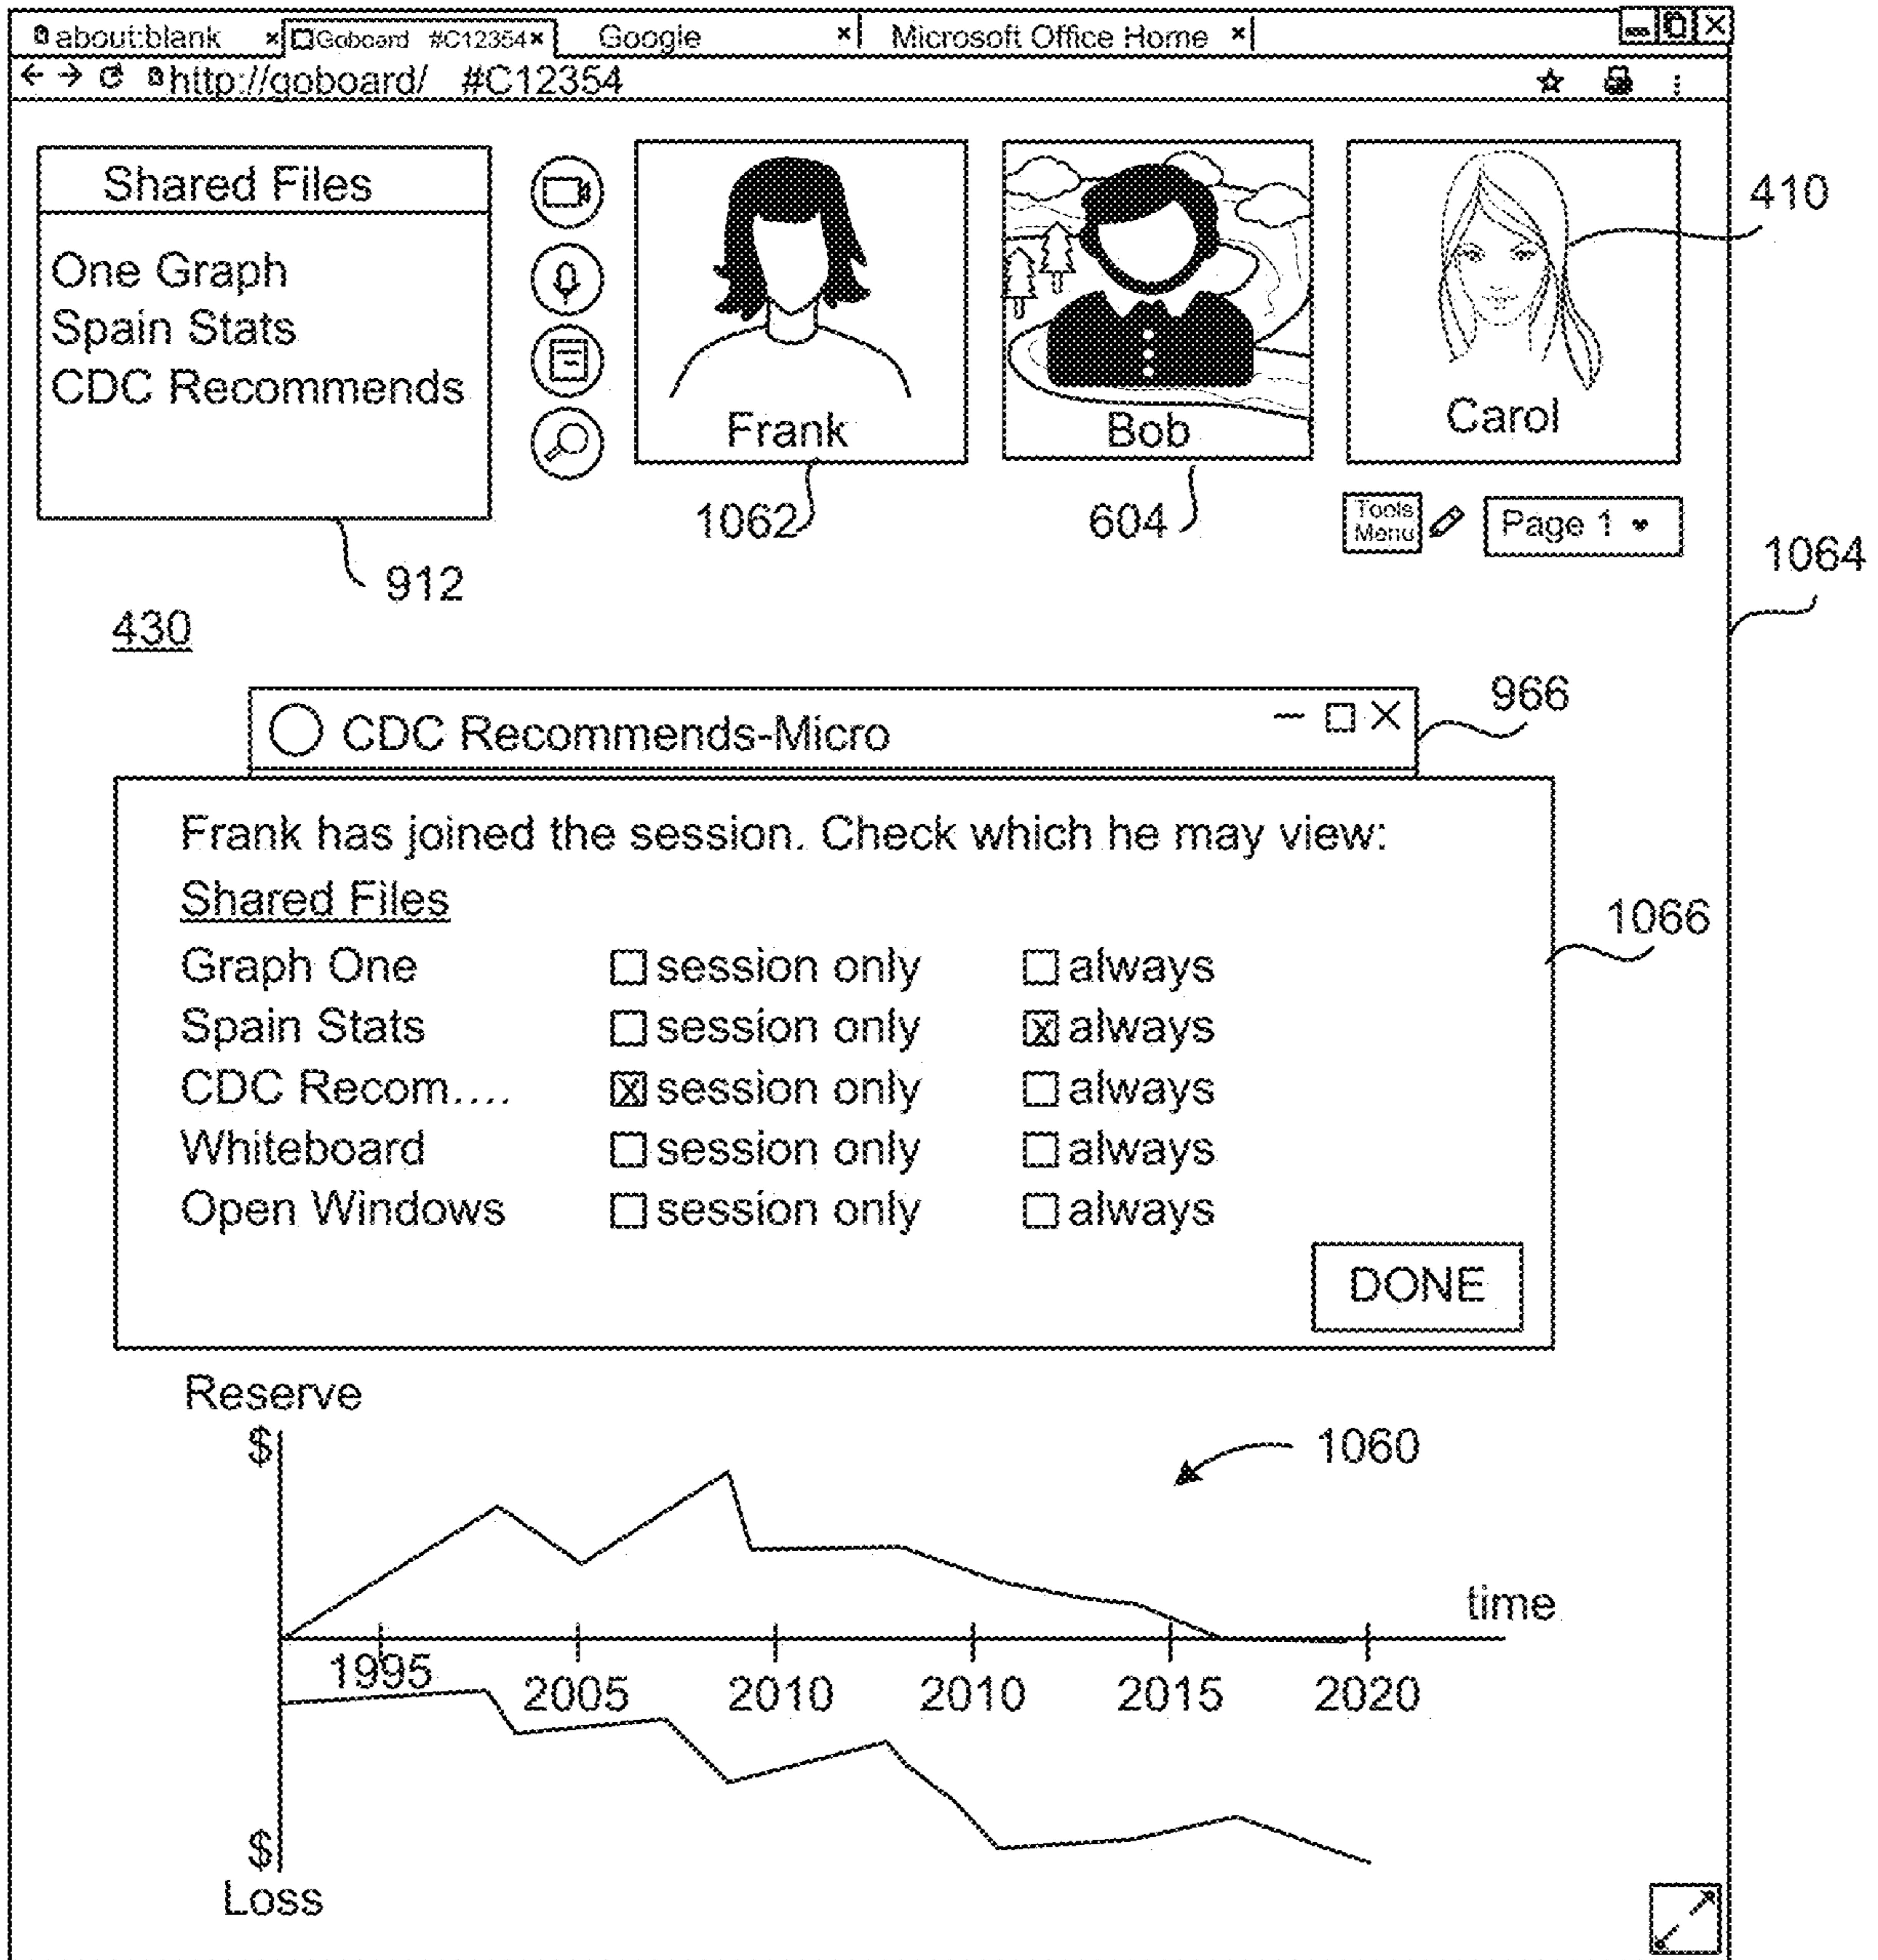 about:blank × Goboard #C12354× Google × Microsoft Office Home ×
http://goboard/ #C12354
Shared Files
One Graph
Spain Stats
CDC Recommends
Frank
Bob
Carol
410
1062
604
912
Tools
Menu
Page 1
1064
430
966
CDC Recommends-Micro
Frank has joined the session. Check which he may view:
Shared Files
1066
Graph One session only always
Spain Stats session only X always
CDC Recom.... X session only always
Whiteboard session only always
Open Windows session only always
DONE
Reserve
$
1060
time
1995 2005 2010 2010 2015 2020
$
Loss